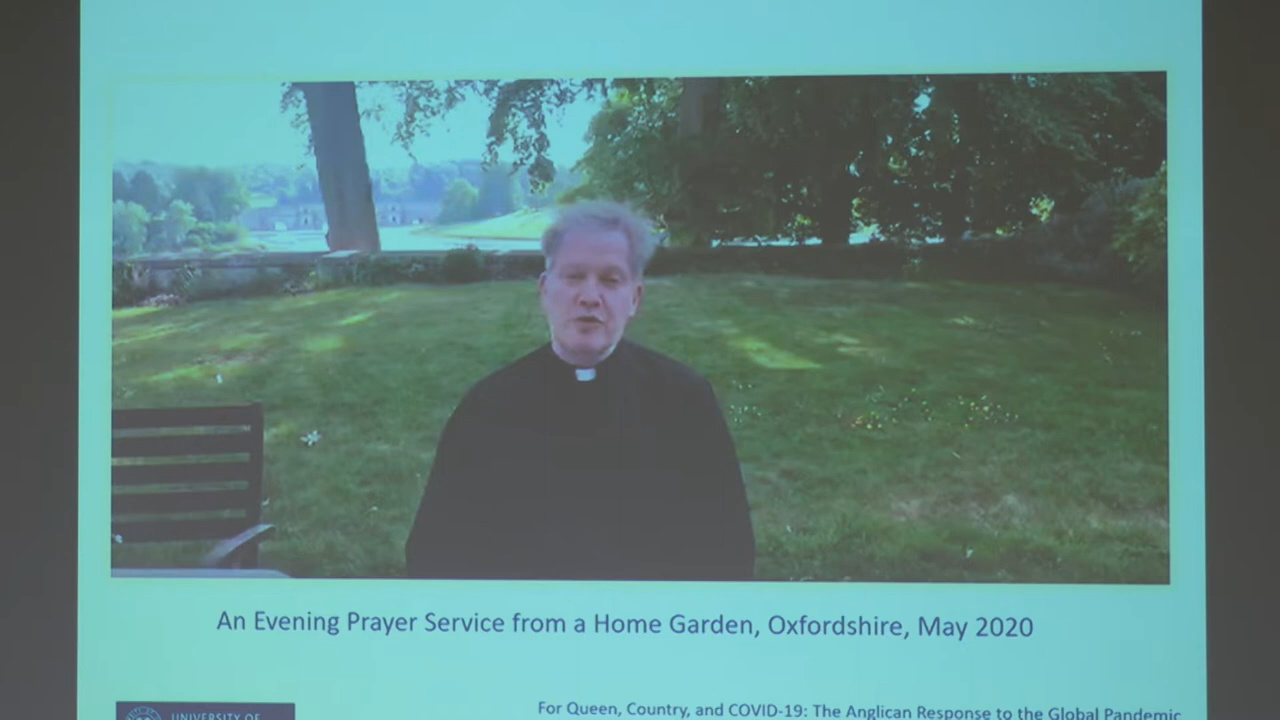 An Evening Prayer Service from a Home Garden, Oxfordshire, May 2020
For Queen, Country, and COVID-19: The Anglican Response to the Global Pandemic
UNIVERSITY OF